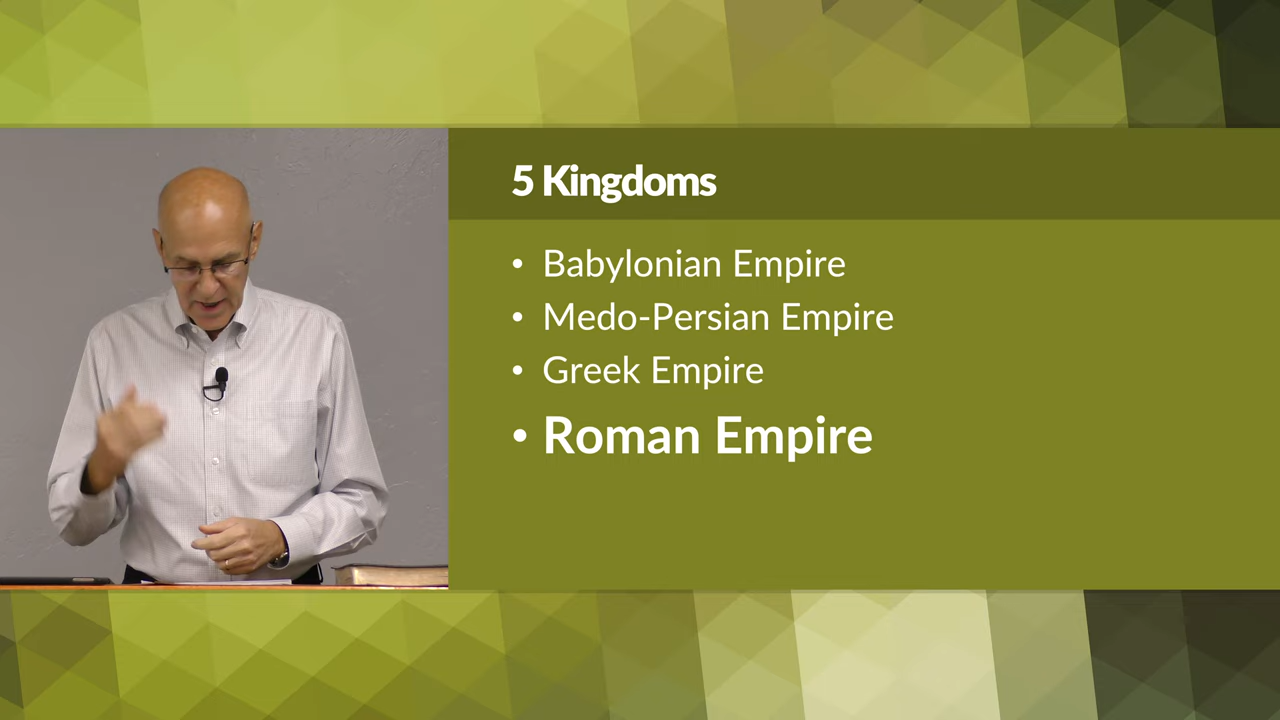 5 Kingdoms
• Babylonian Empire
• Medo-Persian Empire
• Greek Empire
• Roman Empire